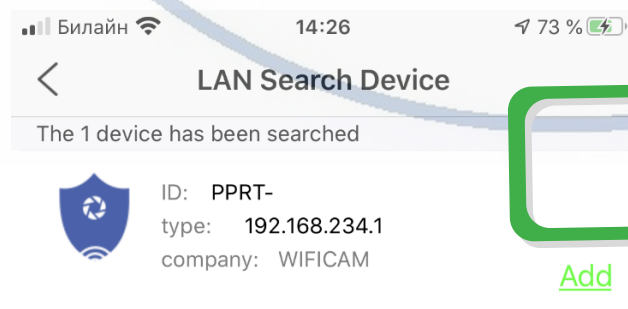 Билайн 14:26 73 %
LAN Search Device
The 1 device has been searched
ID: PPRT-
type: 192.168.234.1
company: WIFICAM
Add